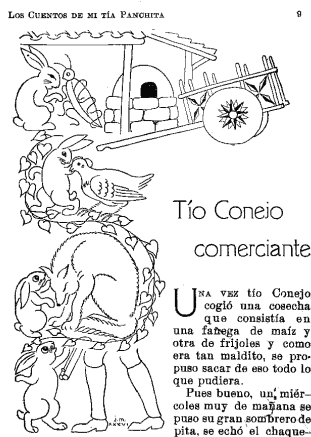 LOS CUENTOS DE MI TÍA PANCHITA 9
Tío Conejo
comerciante
UNA VEZ tío Conejo
cogió una cosecha
que consistía en
una fanega de maíz y
otra de frijoles y como
era tan maldito, se pro-
puso sacar de eso todo lo
que pudiera.
Pues bueno, un miér-
coles muy de mañana se
puso su gran sombrero de
pita, se echó el chaque-
J.M.
XXXVI